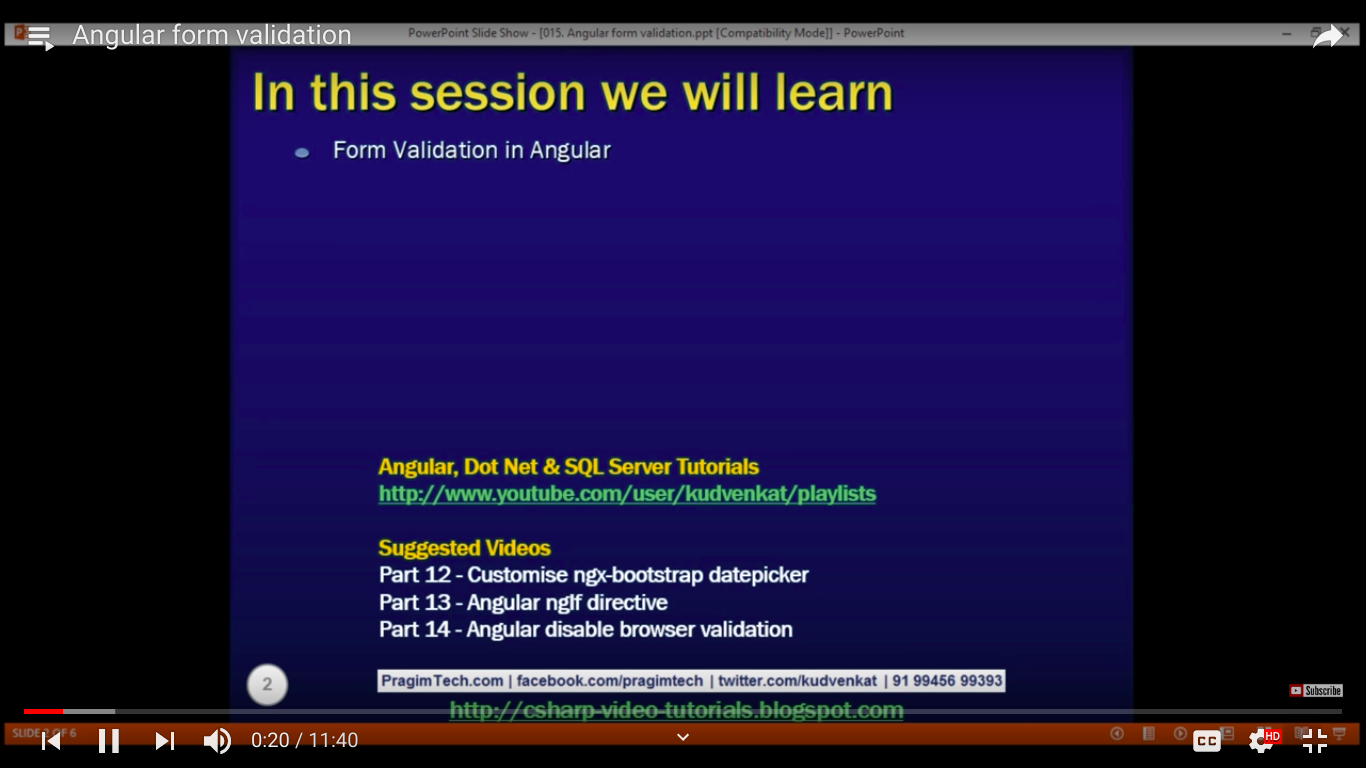 Angular form validation
PowerPoint Slide Show - [015. Angular form validation.ppt [Compatibility Mode]] - PowerPoint
In this session we will learn
Form Validation in Angular
Angular, Dot Net & SQL Server Tutorials
http://www.youtube.com/user/kudvenkat/playlists
Suggested Videos
Part 12 - Customise ngx-bootstrap datepicker
Part 13 - Angular ngIf directive
Part 14 - Angular disable browser validation
2
PragimTech.com | facebook.com/pragimtech | twitter.com/kudvenkat | 91 99456 99393
Subscribe
http://csharp-video-tutorials.blogspot.com
SLIDE 2 OF 6
0:20 / 11:40
CC
HD